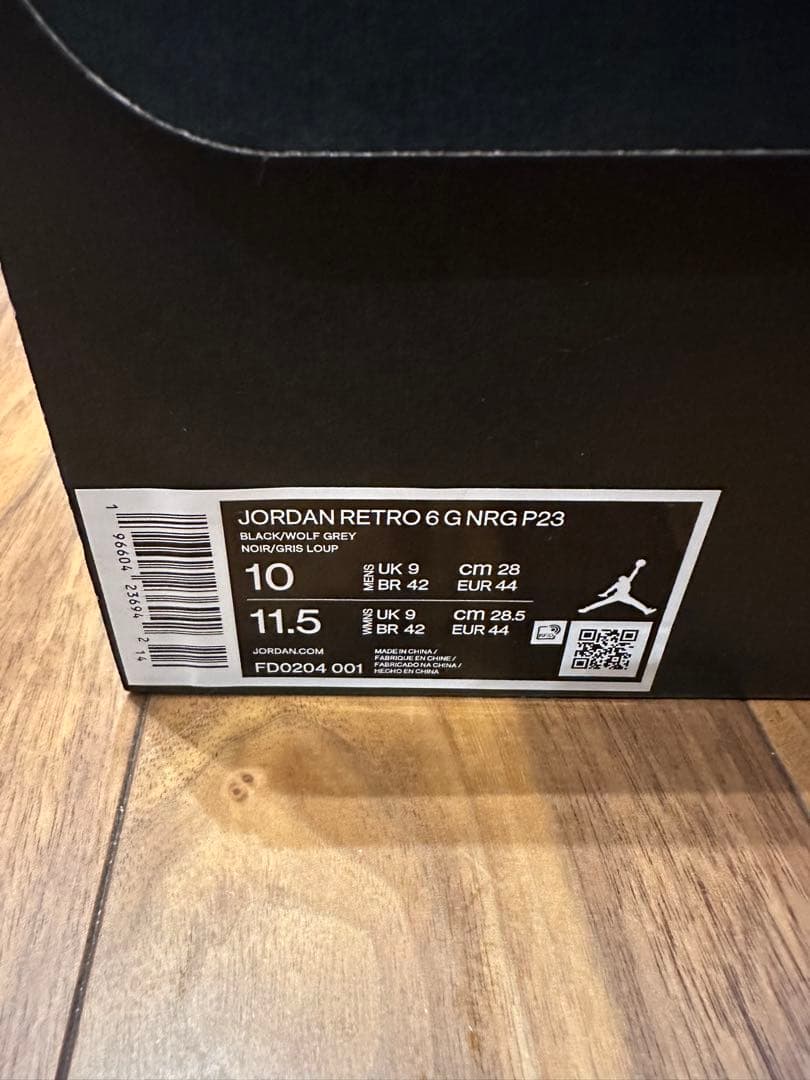 JORDAN RETRO 6 G NRG P23
BLACK/WOLF GREY
NOIR/GRIS LOUP
10 MENS UK 9 cm 28
BR 42 EUR 44
11.5 WMNS UK 9 cm 28.5
BR 42 EUR 44
JORDAN.COM
FD0204 001
MADE IN CHINA /
FABRIQUE EN CHINE /
FABRICADO NA CHINA /
HECHO EN CHINA
RFID
1 96604 23694 2 14